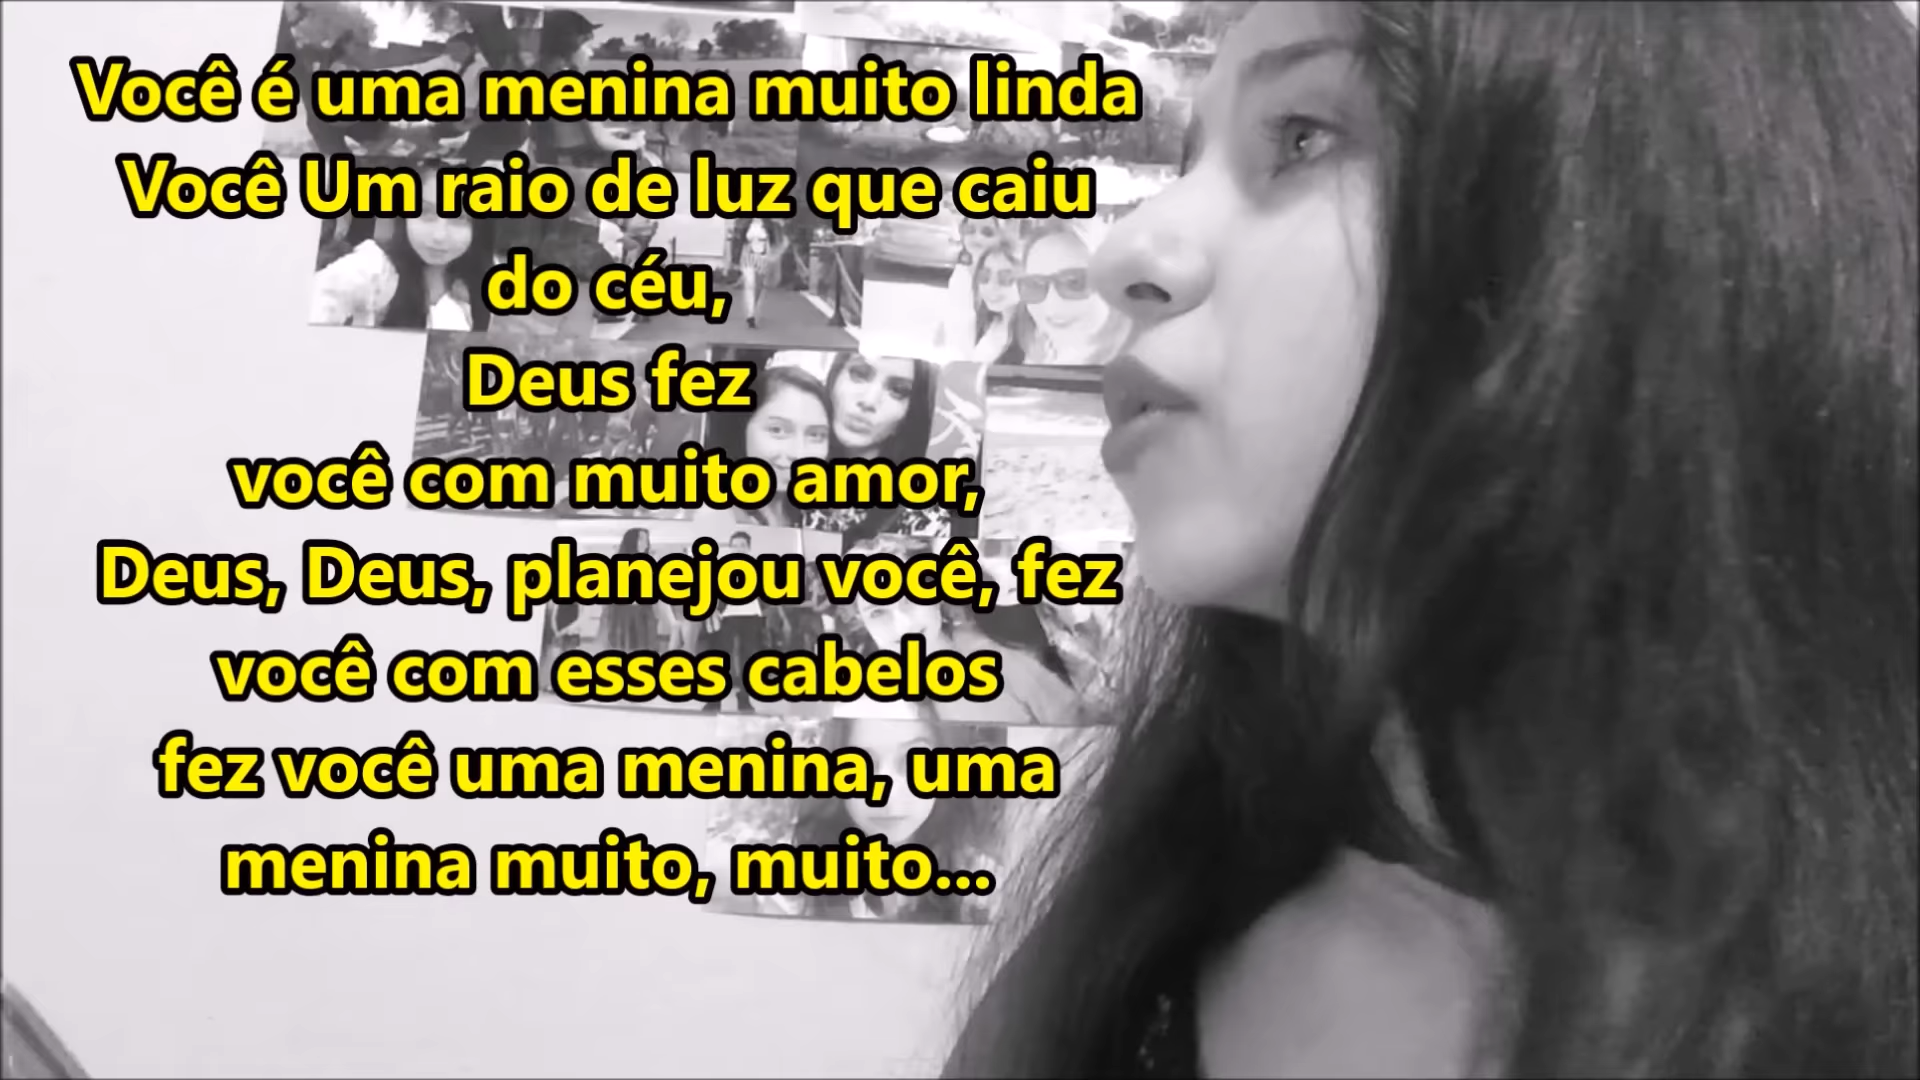 Você é uma menina muito linda
Você Um raio de luz que caiu
do céu,
Deus fez
você com muito amor,
Deus, Deus, planejou você, fez
você com esses cabelos
fez você uma menina, uma
menina muito, muito...